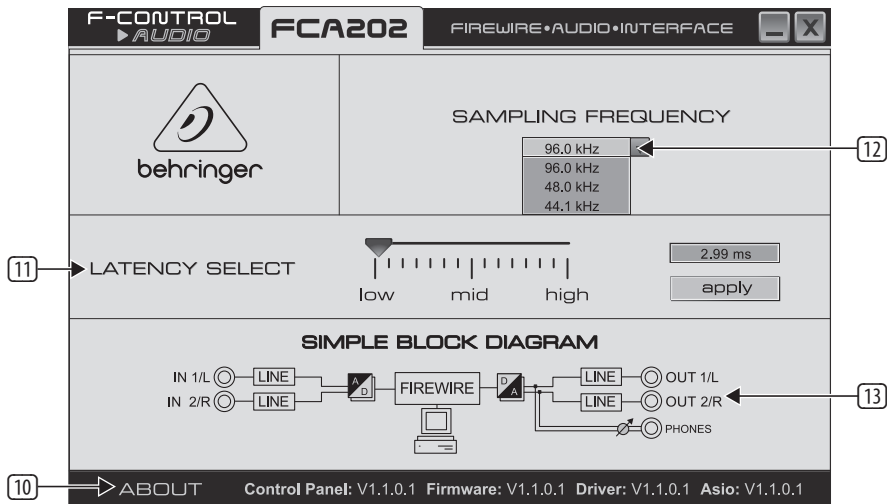 F-CONTROL
AUDIO
FCA202
FIREWIRE•AUDIO•INTERFACE
X
behringer
SAMPLING FREQUENCY
96.0 kHz
96.0 kHz
48.0 kHz
44.1 kHz
12
11
LATENCY SELECT
low
mid
high
2.99 ms
apply
SIMPLE BLOCK DIAGRAM
IN 1/L
LINE
IN 2/R
LINE
A
D
FIREWIRE
D
A
LINE
OUT 1/L
LINE
OUT 2/R
PHONES
13
10
ABOUT
Control Panel: V1.1.0.1 Firmware: V1.1.0.1 Driver: V1.1.0.1 Asio: V1.1.0.1